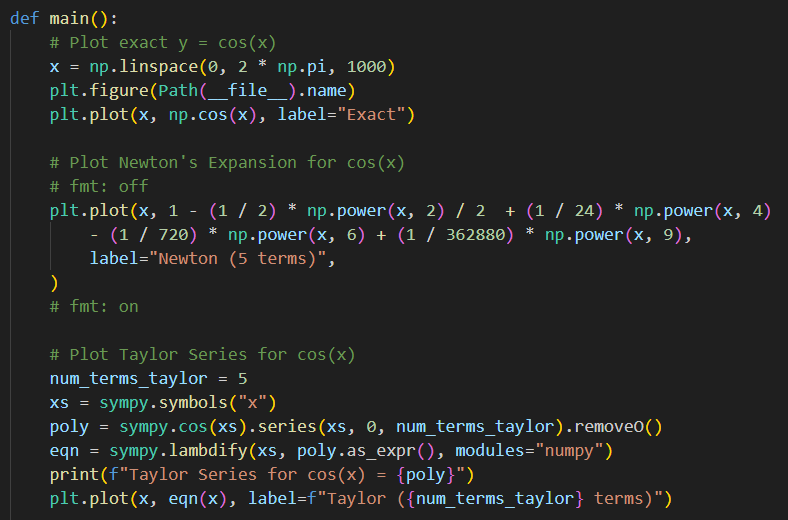 def main():
    # Plot exact y = cos(x)
    x = np.linspace(0, 2 * np.pi, 1000)
    plt.figure(Path(__file__).name)
    plt.plot(x, np.cos(x), label="Exact")

    # Plot Newton's Expansion for cos(x)
    # fmt: off
    plt.plot(x, 1 - (1 / 2) * np.power(x, 2) / 2  + (1 / 24) * np.power(x, 4)
        - (1 / 720) * np.power(x, 6) + (1 / 362880) * np.power(x, 9),
        label="Newton (5 terms)",
    )
    # fmt: on

    # Plot Taylor Series for cos(x)
    num_terms_taylor = 5
    xs = sympy.symbols("x")
    poly = sympy.cos(xs).series(xs, 0, num_terms_taylor).removeO()
    eqn = sympy.lambdify(xs, poly.as_expr(), modules="numpy")
    print(f"Taylor Series for cos(x) = {poly}")
    plt.plot(x, eqn(x), label=f"Taylor ({num_terms_taylor} terms)")